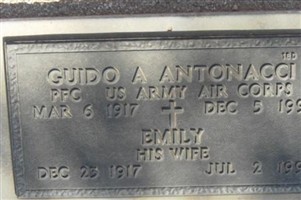 GUIDO A ANTONACCI
PFC US ARMY AIR CORPS
MAR 6 1917 DEC 5
EMILY
HIS WIFE
DEC 23 1917 JUL 2